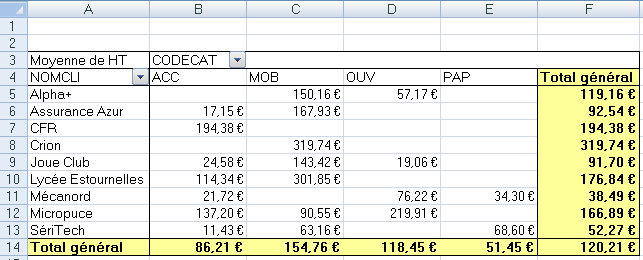 A B C D E F
1
2
3 Moyenne de HT CODECAT
4 NOMCLI ACC MOB OUV PAP Total général
5 Alpha+ 150,16 € 57,17 € 119,16 €
6 Assurance Azur 17,15 € 167,93 € 92,54 €
7 CFR 194,38 € 194,38 €
8 Crion 319,74 € 319,74 €
9 Joue Club 24,58 € 143,42 € 19,06 € 91,70 €
10 Lycée Estournelles 114,34 € 301,85 € 176,84 €
11 Mécanord 21,72 € 76,22 € 34,30 € 38,49 €
12 Micropuce 137,20 € 90,55 € 219,91 € 166,89 €
13 SériTech 11,43 € 63,16 € 68,60 € 52,27 €
14 Total général 86,21 € 154,76 € 118,45 € 51,45 € 120,21 €